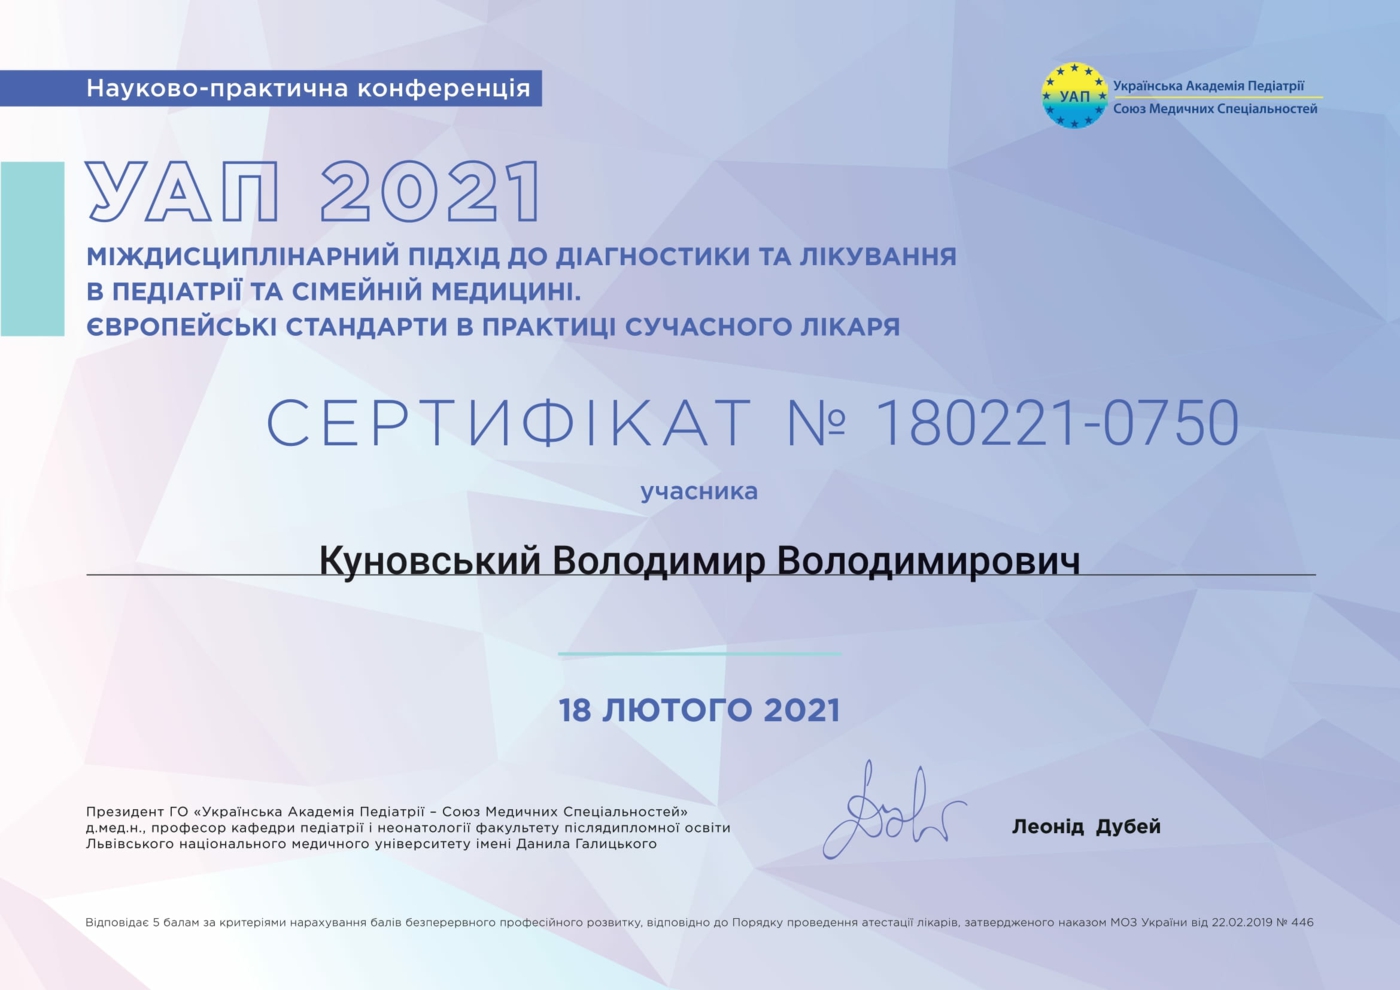 Науково-практична конференція
УАП
Українська Академія Педіатрії
Союз Медичних Спеціальностей
УАП 2021
МІЖДИСЦИПЛІНАРНИЙ ПІДХІД ДО ДІАГНОСТИКИ ТА ЛІКУВАННЯ
В ПЕДІАТРІЇ ТА СІМЕЙНІЙ МЕДИЦИНІ.
ЄВРОПЕЙСЬКІ СТАНДАРТИ В ПРАКТИЦІ СУЧАСНОГО ЛІКАРЯ
СЕРТИФІКАТ № 180221-0750
учасника
Куновський Володимир Володимирович
18 ЛЮТОГО 2021
Президент ГО «Українська Академія Педіатрії – Союз Медичних Спеціальностей»
д.мед.н., професор кафедри педіатрії і неонатології факультету післядипломної освіти
Львівського національного медичного університету імені Данила Галицького
Леонід Дубей
Відповідає 5 балам за критеріями нарахування балів безперервного професійного розвитку, відповідно до Порядку проведення атестації лікарів, затвердженого наказом МОЗ України від 22.02.2019 № 446